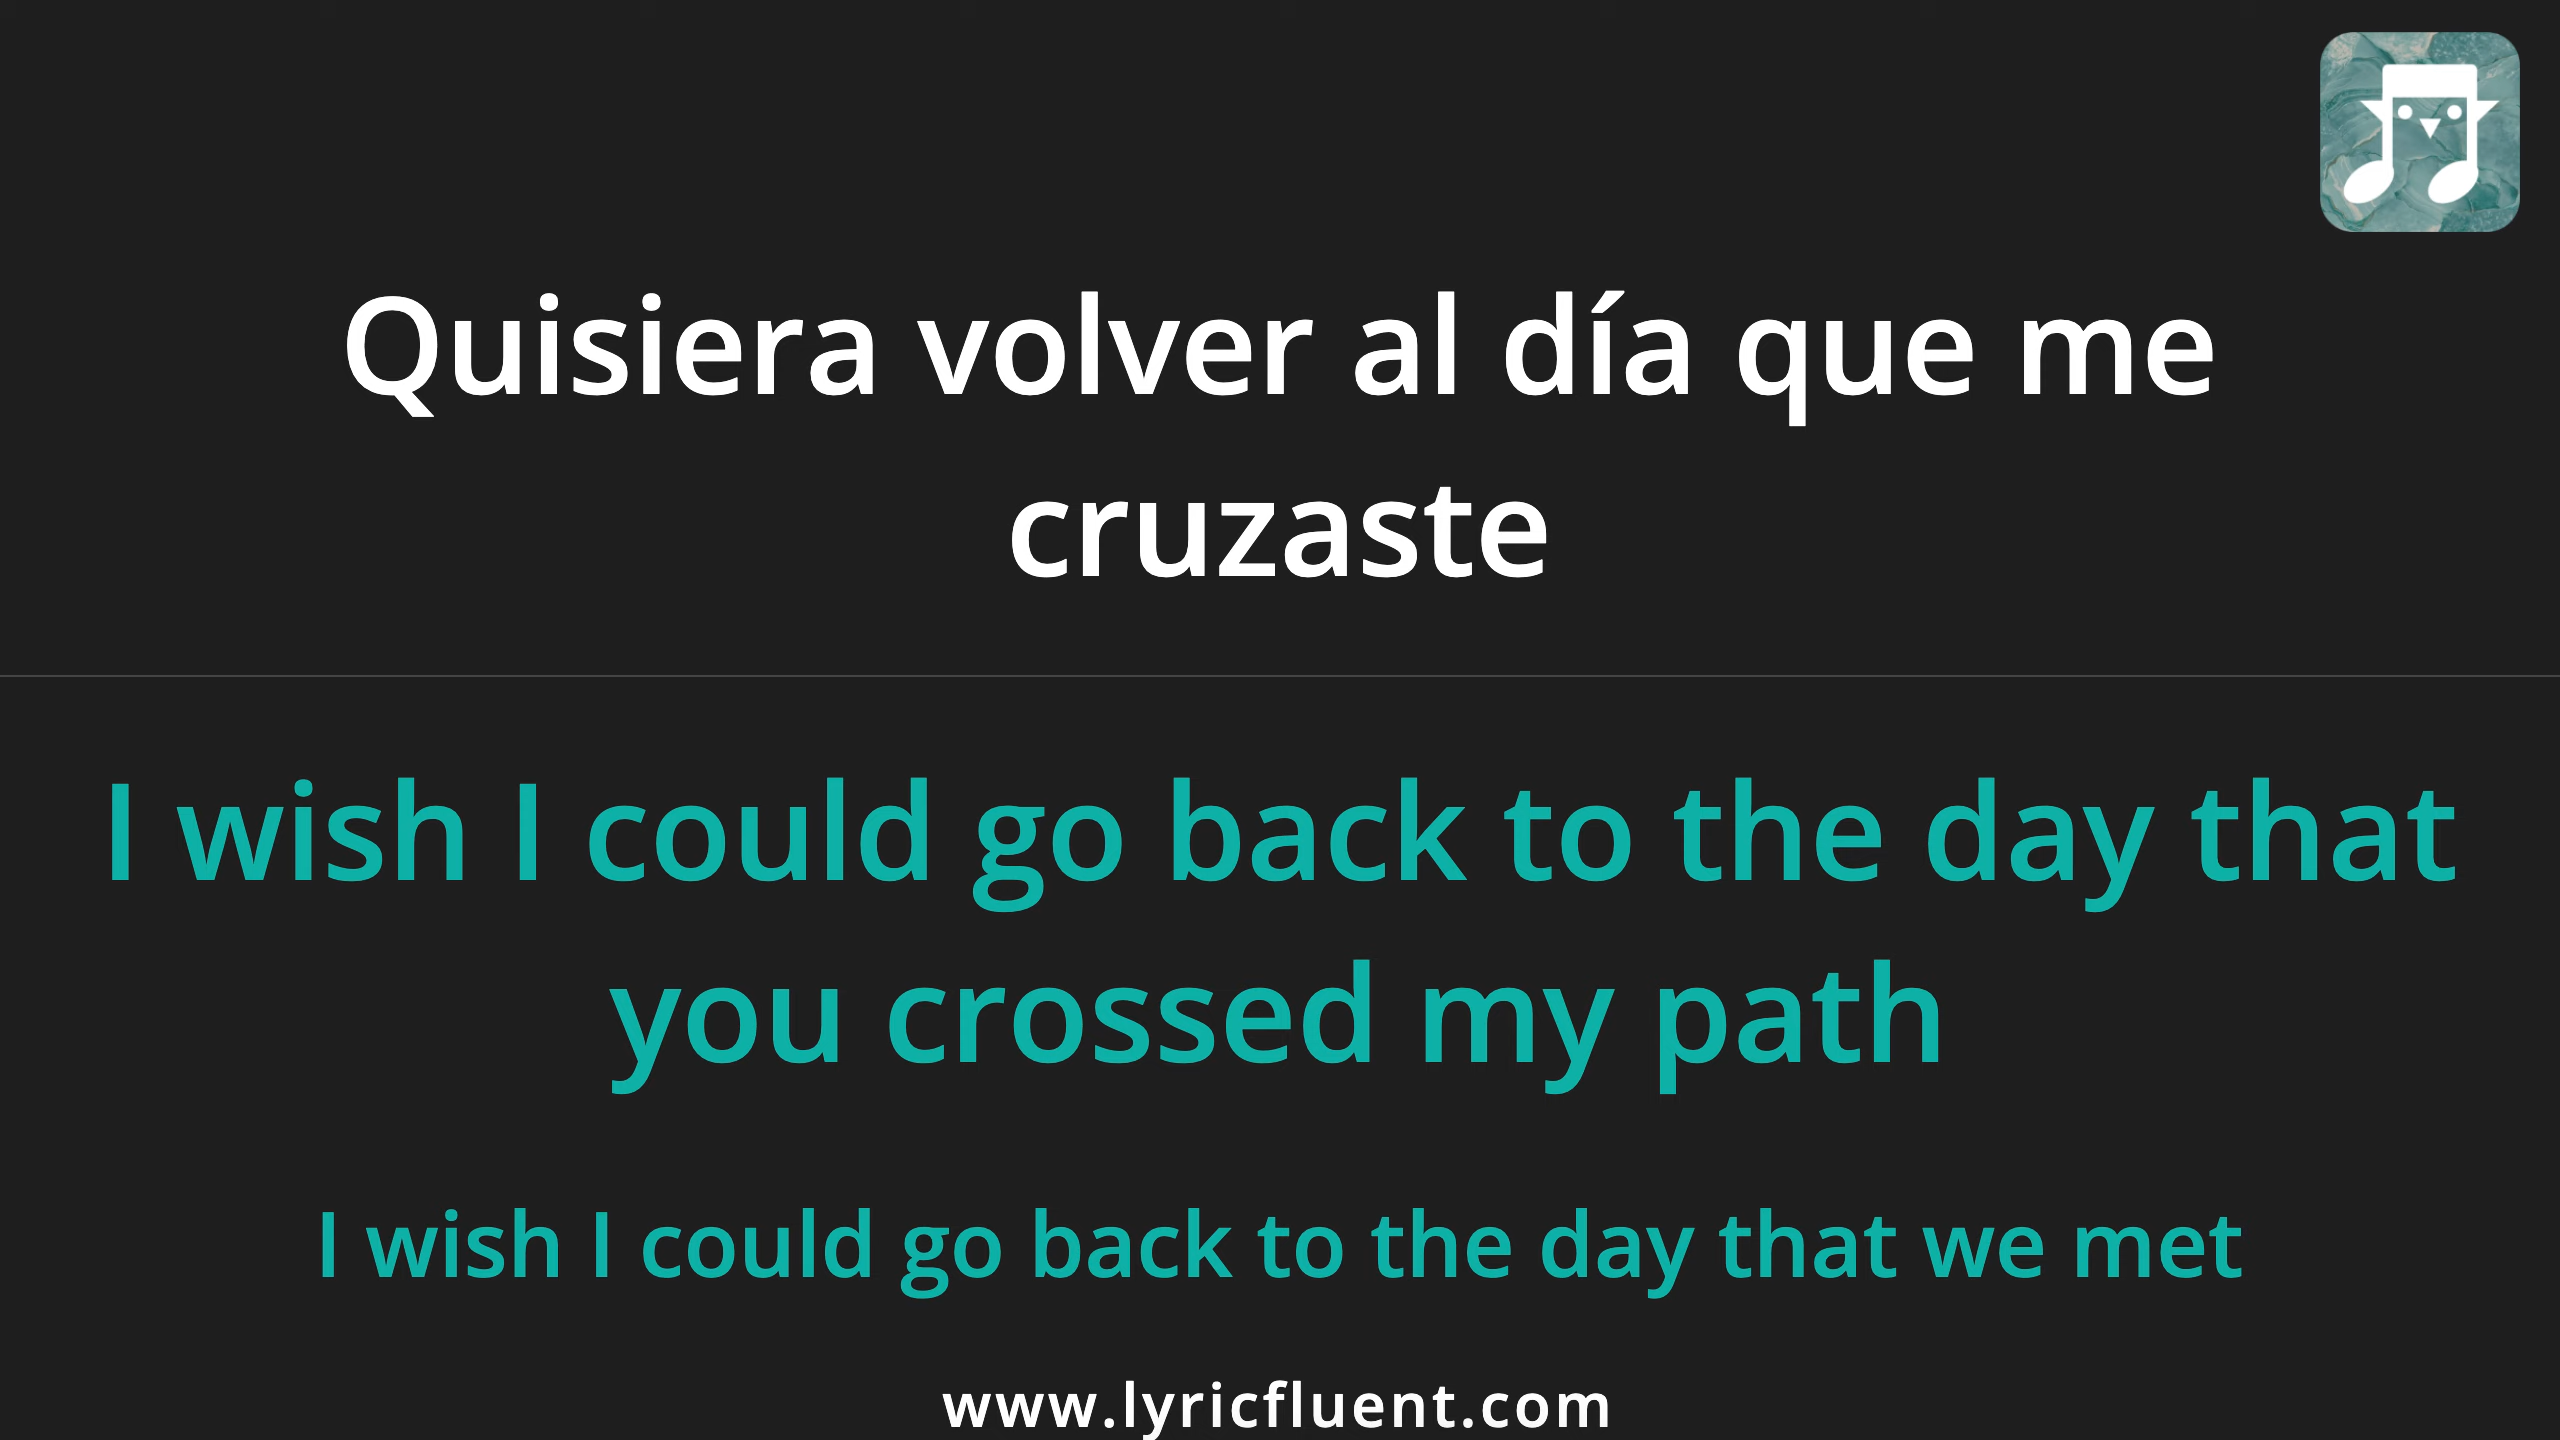 Quisiera volver al día que me
cruzaste
I wish I could go back to the day that
you crossed my path
I wish I could go back to the day that we met
www.lyricfluent.com